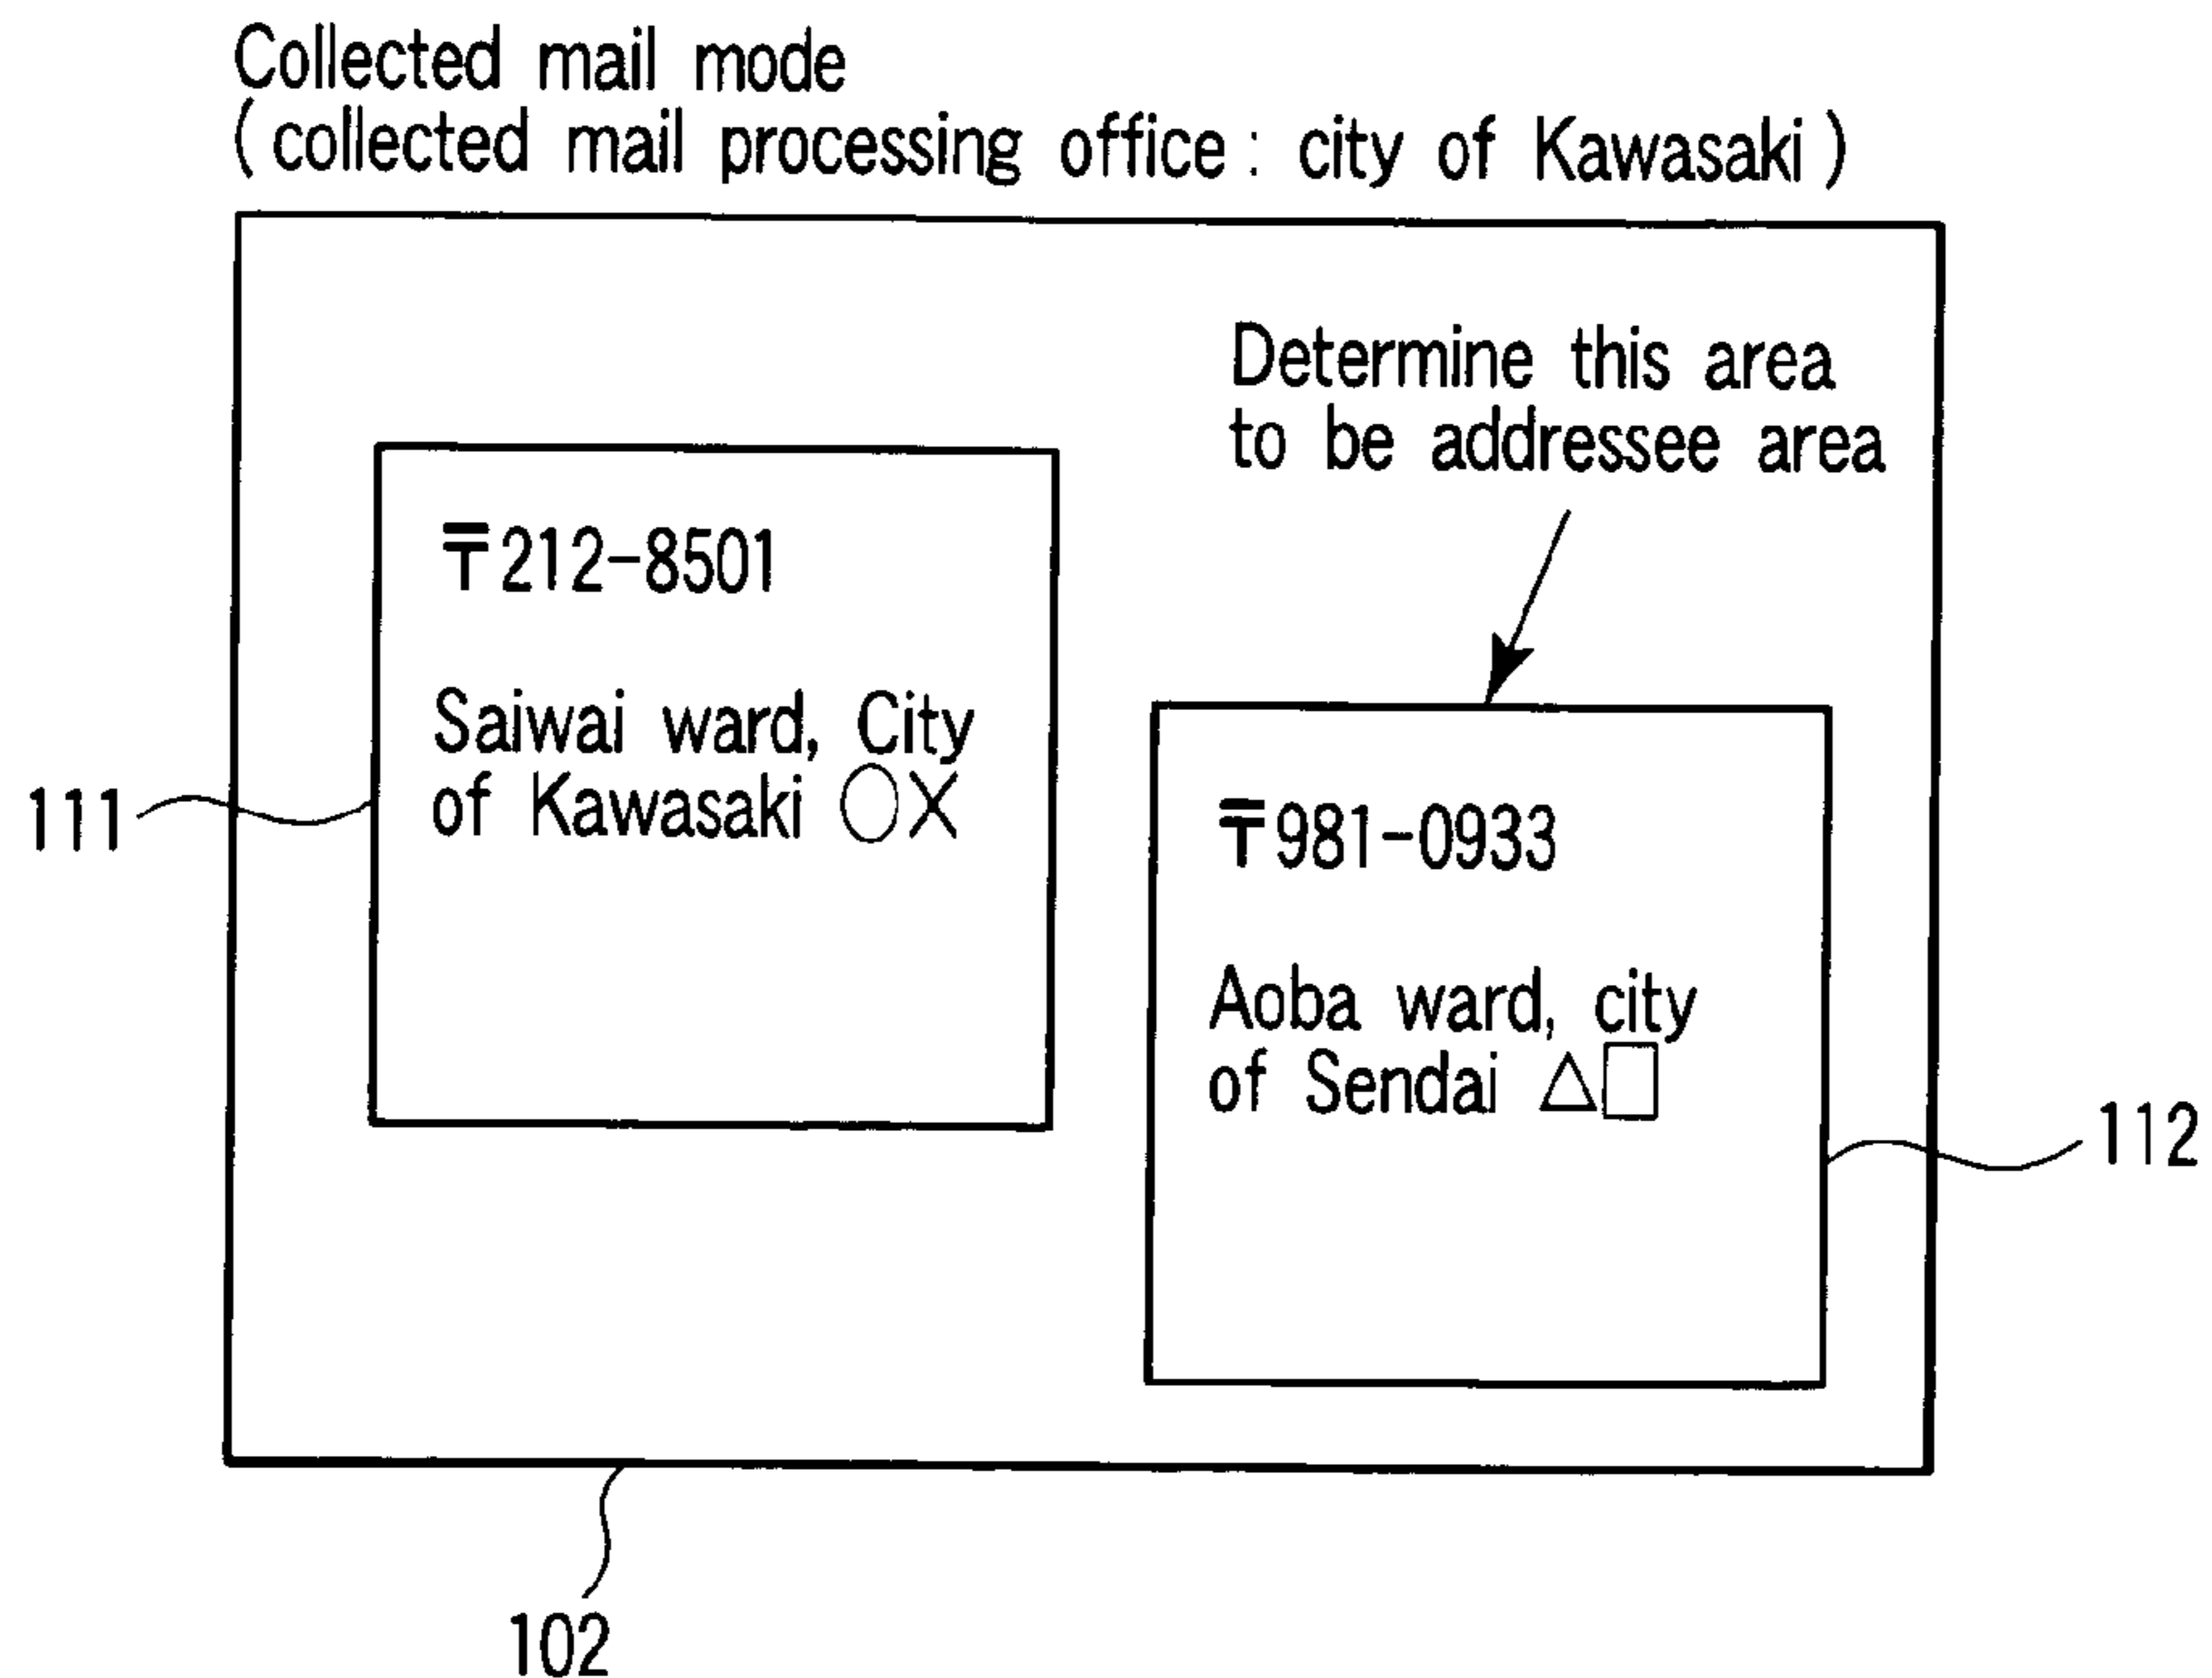 Collected mail mode
(collected mail processing office : city of Kawasaki)
Determine this area
to be addressee area
〒212-8501
Saiwai ward, City
of Kawasaki ○X
111
〒981-0933
Aoba ward, city
of Sendai △□
112
102